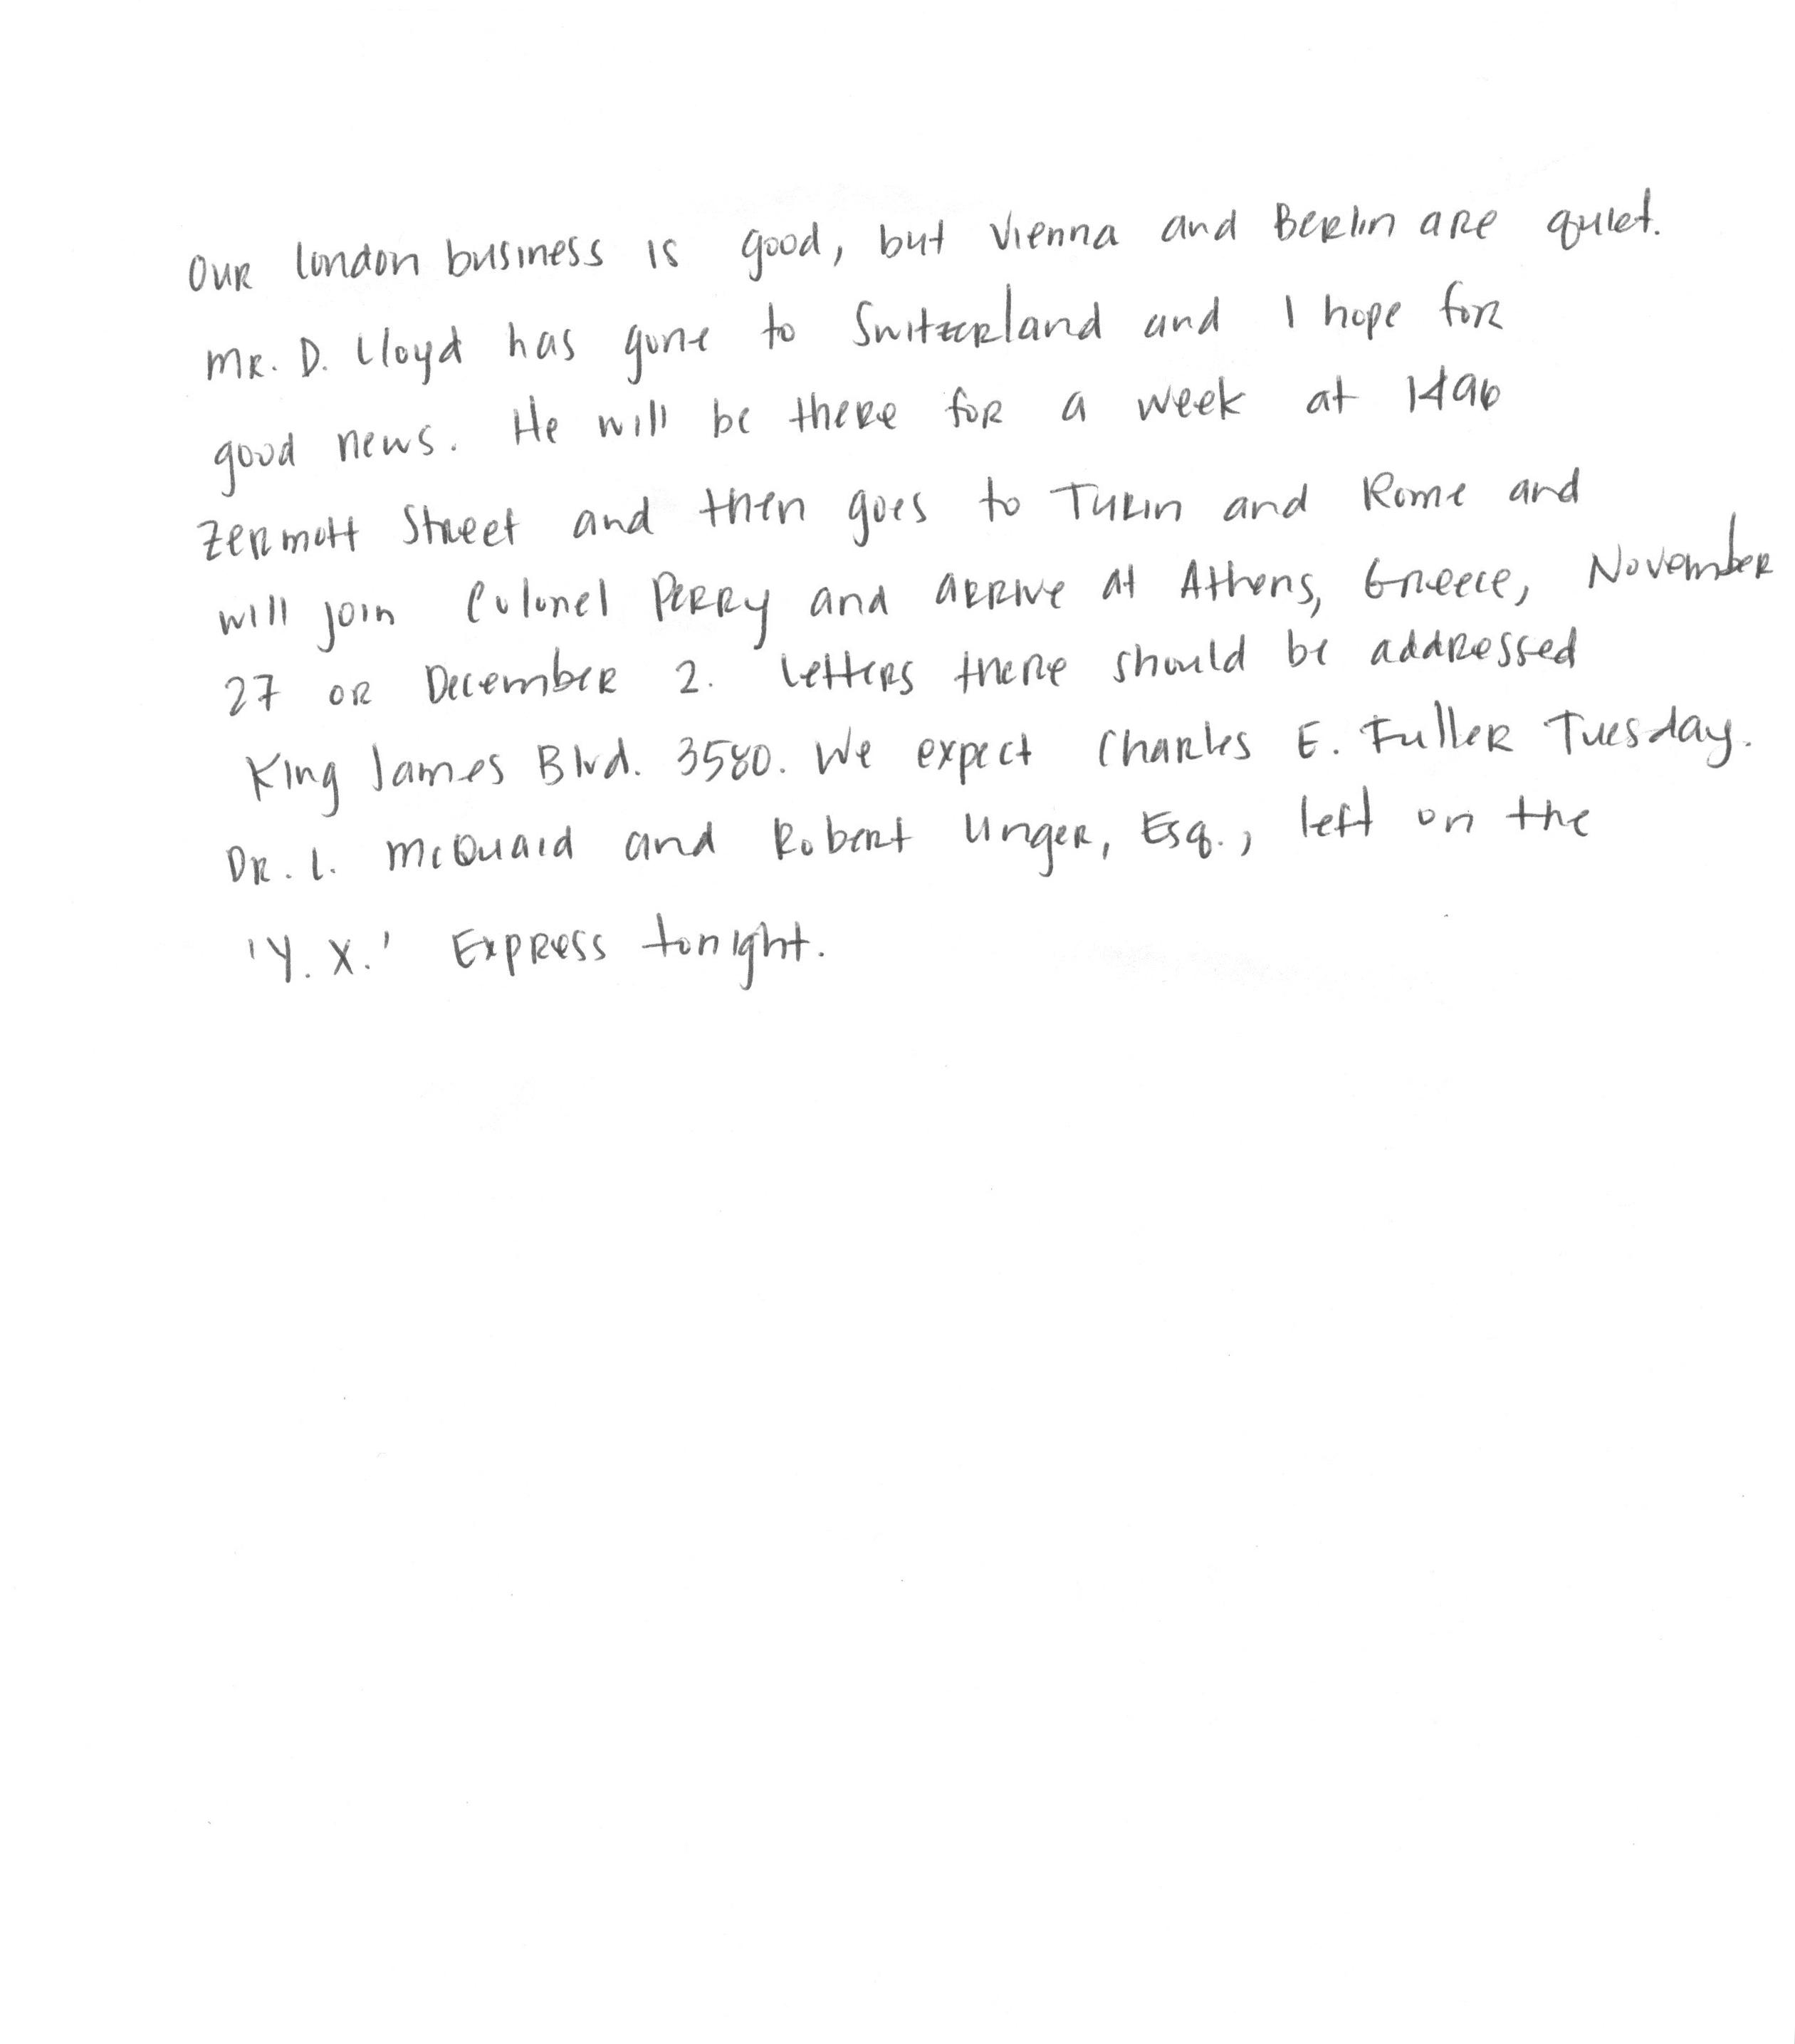 Our London business is good, but Vienna and Berlin are quiet.
Mr. D. Lloyd has gone to Switzerland and I hope for
good news. He will be there for a week at 1496
Zermott Street and then goes to Turin and Rome and
will join Colonel Perry and arrive at Athens, Greece, November
27 or December 2. Letters there should be addressed
King James Blvd. 3580. We expect Charles E. Fuller Tuesday.
Dr. L. McQuaid and Robert Unger, Esq., left on the
'Y. X.' Express tonight.